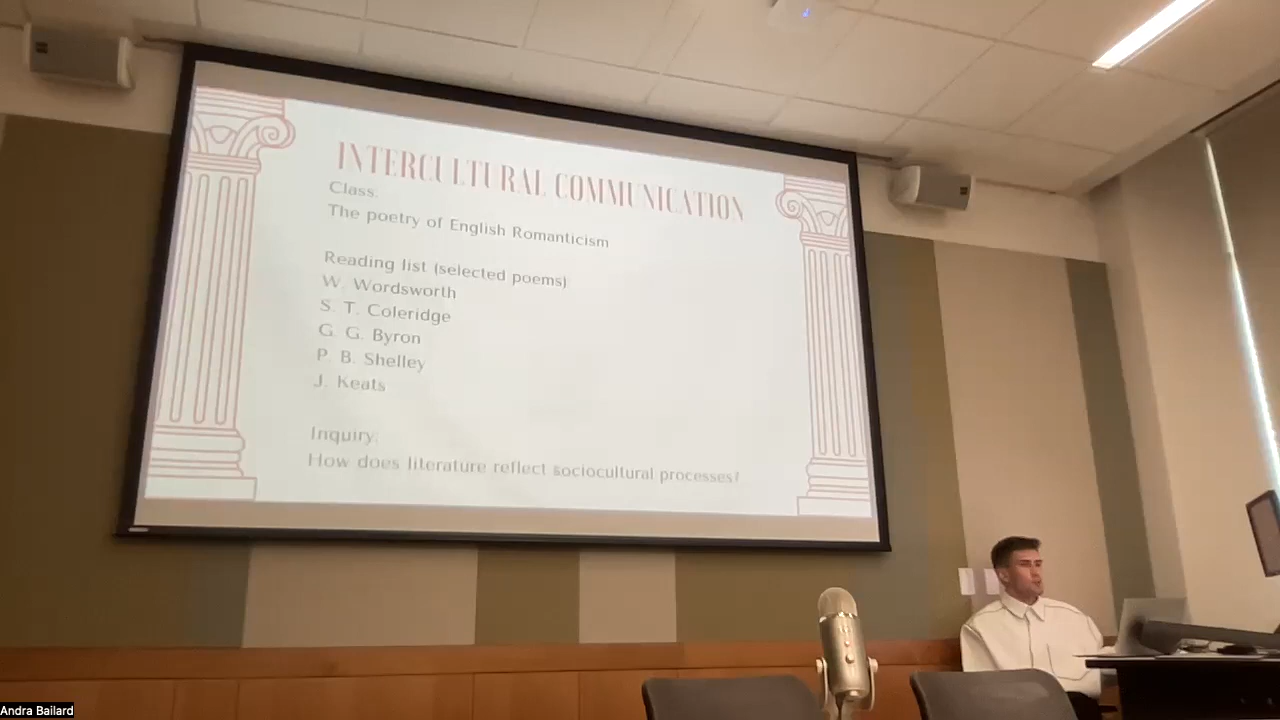 INTERCULTURAL COMMUNICATION
Class:
The poetry of English Romanticism
Reading list (selected poems)
W. Wordsworth
S. T. Coleridge
G. G. Byron
P. B. Shelley
J. Keats
Inquiry:
How does literature reflect sociocultural processes?
Andra Bailard